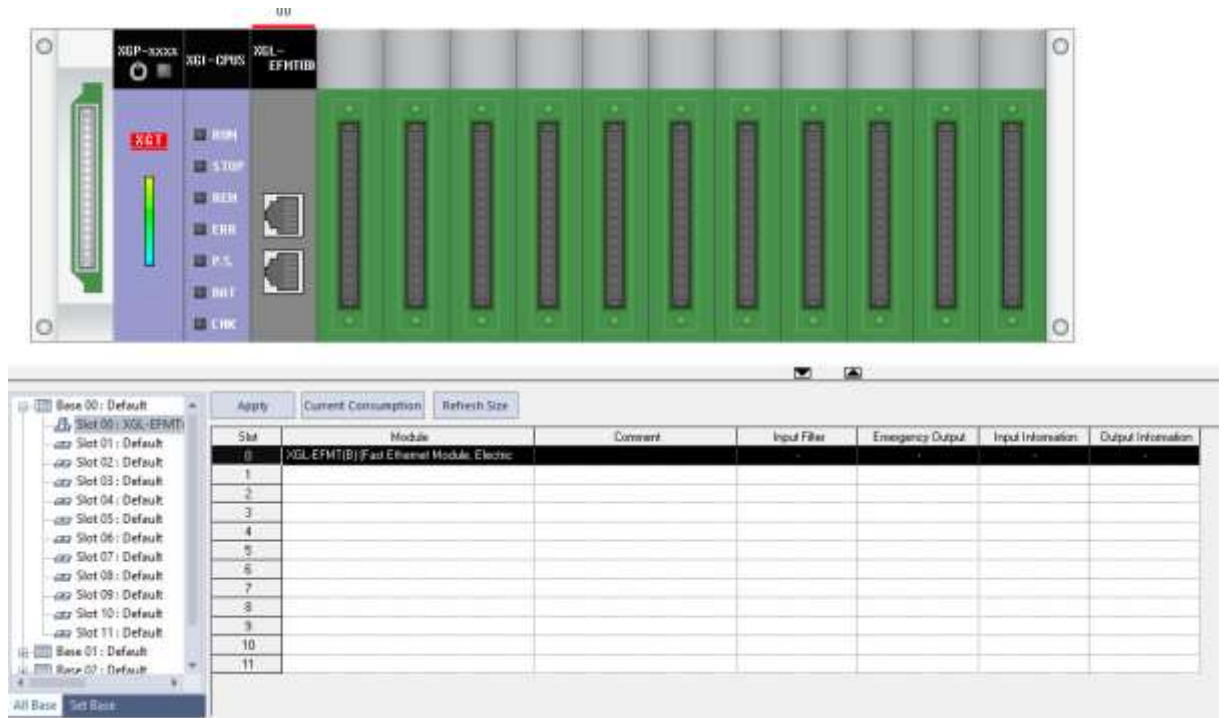 00
XGP-xxxx
XGI-CPUS
XGL-
EFMT(B)
XGT
RUN
STOP
REM
ERR
P.S.
BAT
CHK
Base 00 : Default
Slot 00 : XGL-EFMT(
Slot 01 : Default
Slot 02 : Default
Slot 03 : Default
Slot 04 : Default
Slot 05 : Default
Slot 06 : Default
Slot 07 : Default
Slot 08 : Default
Slot 09 : Default
Slot 10 : Default
Slot 11 : Default
Base 01 : Default
Base 02 : Default
All Base Set Base
Apply Current Consumption Refresh Size
Slot Module Comment Input Filter Emergency Output Input Information Output Information
0 XGL-EFMT(B) (Fast Ethernet Module, Electric - - - -
1
2
3
4
5
6
7
8
9
10
11